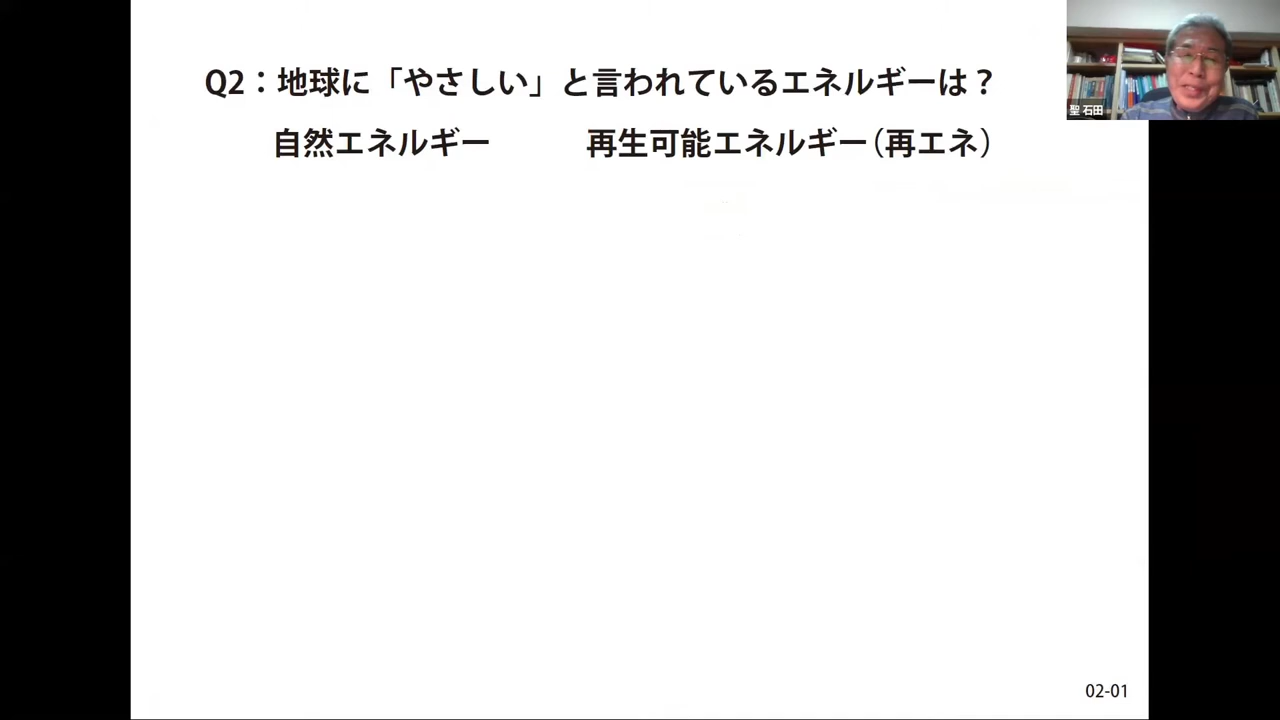 Q2：地球に「やさしい」と言われているエネルギーは？
自然エネルギー 再生可能エネルギー（再エネ）
聖 石田
02-01